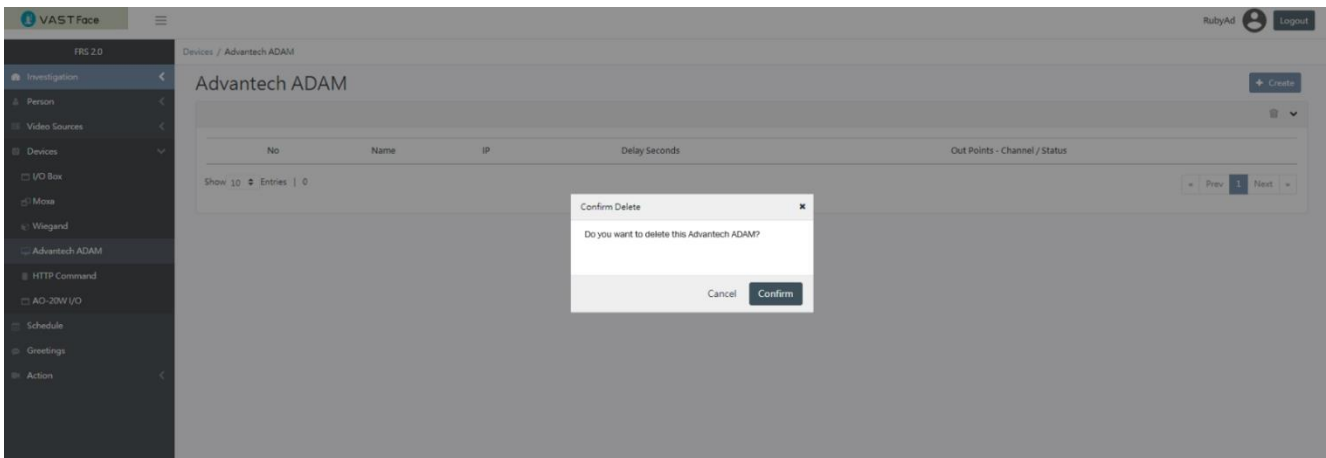 VAST Face
RubyAd
Logout
FRS 2.0
Devices / Advantech ADAM
Investigation
Person
Video Sources
Devices
I/O Box
Moxa
Wiegand
Advantech ADAM
HTTP Command
AO-20W I/O
Schedule
Greetings
Action
Advantech ADAM
+ Create
No Name IP Delay Seconds Out Points - Channel / Status
Show 10 Entries | 0
« Prev 1 Next »
Confirm Delete ×
Do you want to delete this Advantech ADAM?
Cancel Confirm